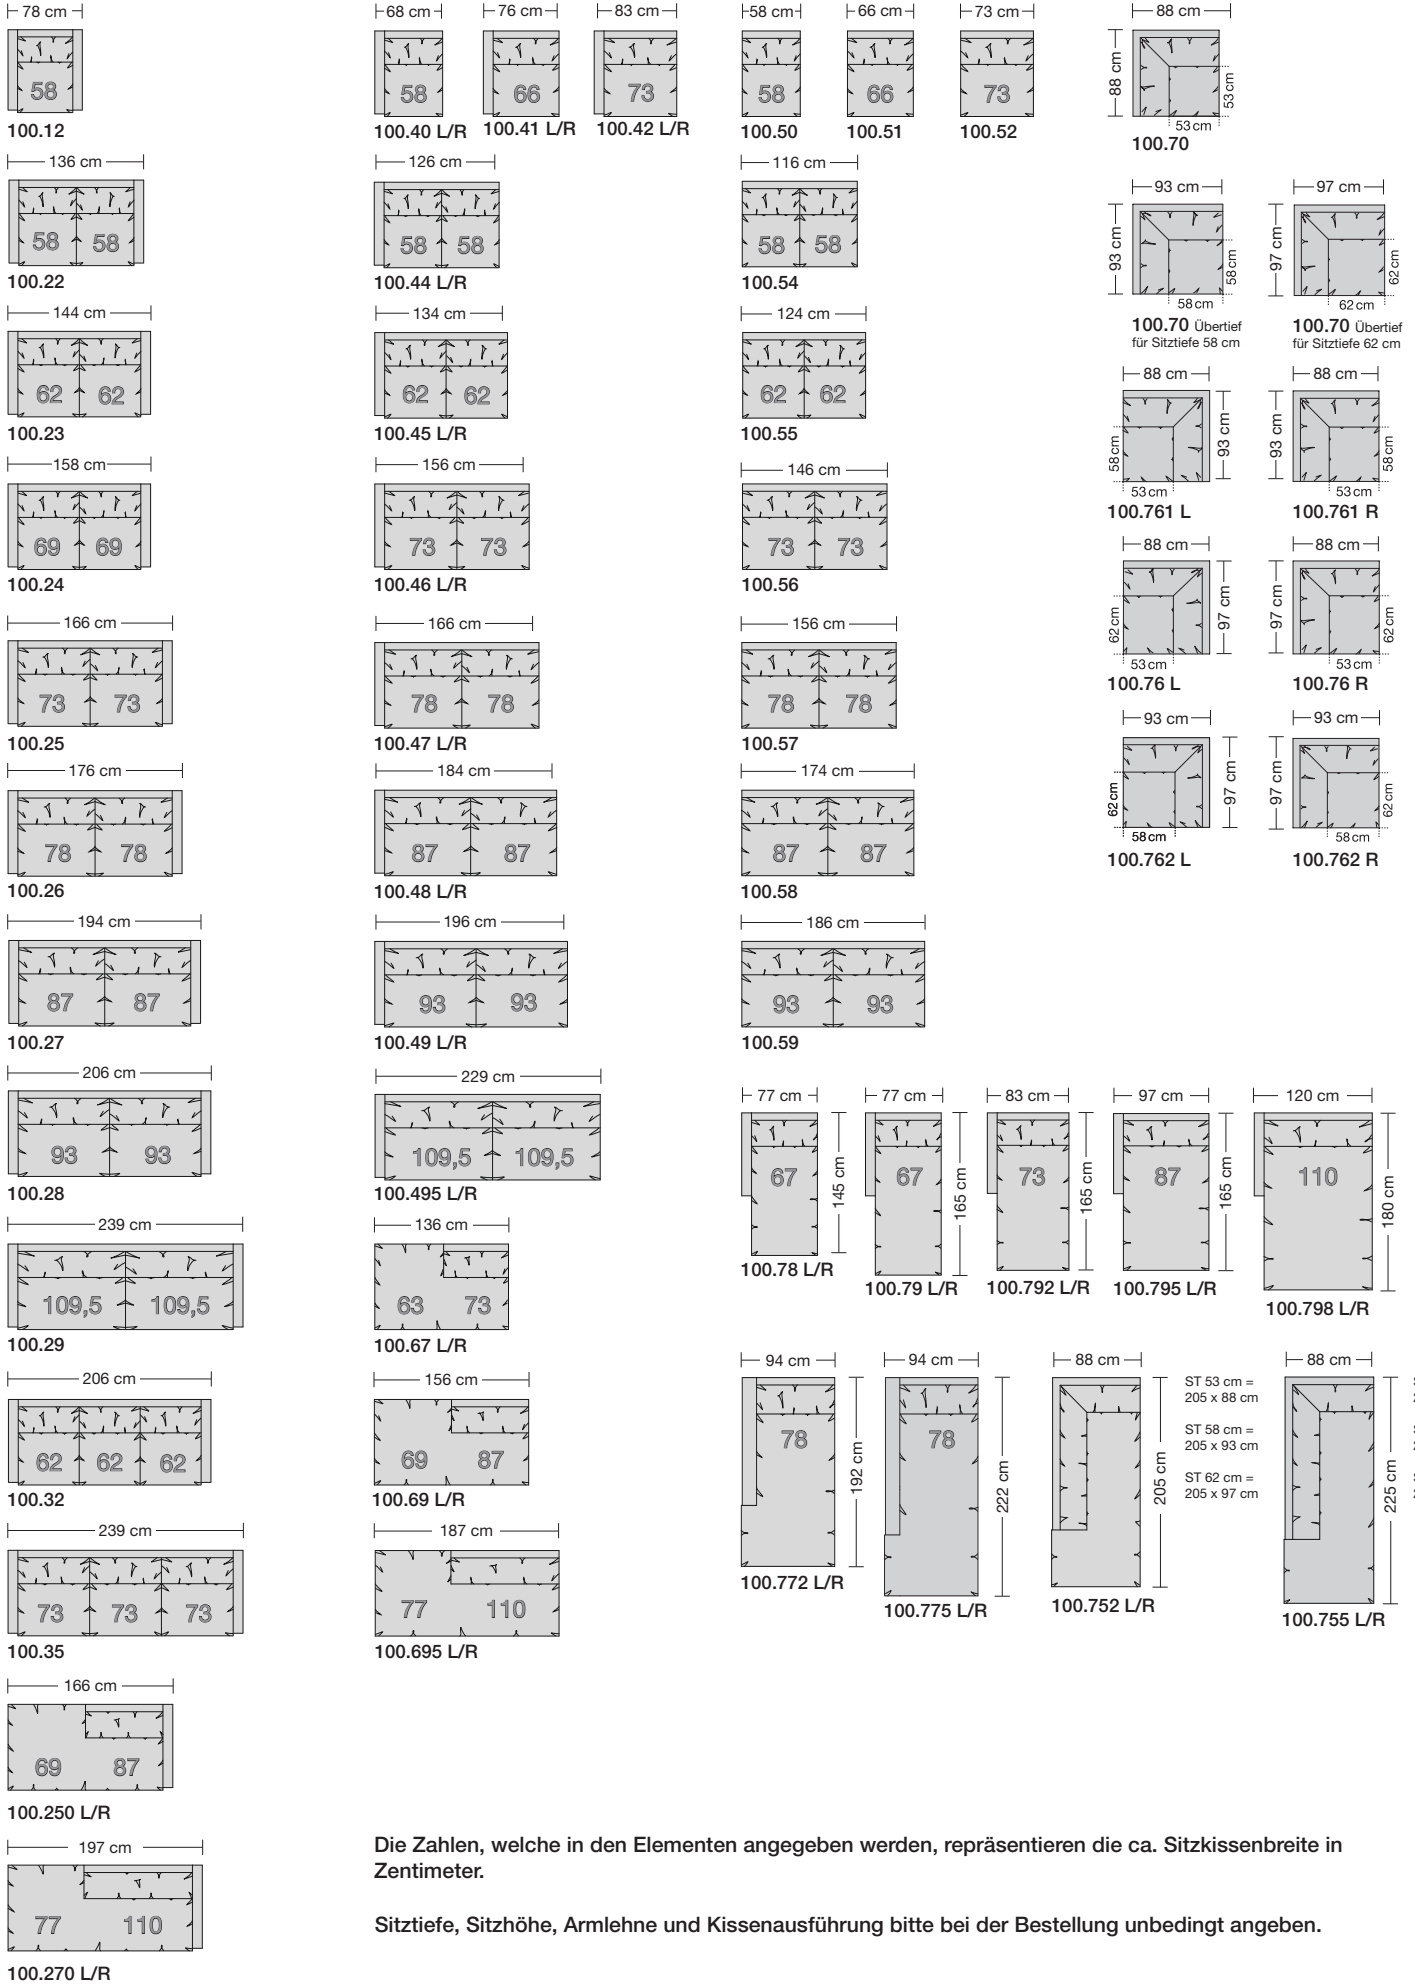 78 cm
58
100.12
136 cm
58 58
100.22
144 cm
62 62
100.23
158 cm
69 69
100.24
166 cm
73 73
100.25
176 cm
78 78
100.26
194 cm
87 87
100.27
206 cm
93 93
100.28
239 cm
109,5 109,5
100.29
206 cm
62 62 62
100.32
239 cm
73 73 73
100.35
166 cm
69 87
100.250 L/R
197 cm
77 110
100.270 L/R
68 cm 76 cm 83 cm
58 66 73
100.40 L/R 100.41 L/R 100.42 L/R
126 cm
58 58
100.44 L/R
134 cm
62 62
100.45 L/R
156 cm
73 73
100.46 L/R
166 cm
78 78
100.47 L/R
184 cm
87 87
100.48 L/R
196 cm
93 93
100.49 L/R
229 cm
109,5 109,5
100.495 L/R
136 cm
63 73
100.67 L/R
156 cm
69 87
100.69 L/R
187 cm
77 110
100.695 L/R
58 cm 66 cm 73 cm
58 66 73
100.50 100.51 100.52
116 cm
58 58
100.54
124 cm
62 62
100.55
146 cm
73 73
100.56
156 cm
78 78
100.57
174 cm
87 87
100.58
186 cm
93 93
100.59
88 cm
88 cm
53 cm
53 cm
100.70
93 cm
93 cm
58 cm
58 cm
100.70 Übertief
für Sitztiefe 58 cm
97 cm
97 cm
62 cm
62 cm
100.70 Übertief
für Sitztiefe 62 cm
88 cm
58 cm
93 cm
53 cm
100.761 L
88 cm
93 cm
58 cm
53 cm
100.761 R
88 cm
62 cm
97 cm
53 cm
100.76 L
88 cm
97 cm
62 cm
53 cm
100.76 R
93 cm
62 cm
97 cm
58 cm
100.762 L
93 cm
97 cm
62 cm
58 cm
100.762 R
77 cm
67
145 cm
100.78 L/R
77 cm
67
165 cm
100.79 L/R
83 cm
73
165 cm
100.792 L/R
97 cm
87
165 cm
100.795 L/R
120 cm
110
180 cm
100.798 L/R
94 cm
78
192 cm
100.772 L/R
94 cm
78
222 cm
100.775 L/R
88 cm
205 cm
100.752 L/R
ST 53 cm =
205 x 88 cm
ST 58 cm =
205 x 93 cm
ST 62 cm =
205 x 97 cm
88 cm
225 cm
100.755 L/R
Die Zahlen, welche in den Elementen angegeben werden, repräsentieren die ca. Sitzkissenbreite in
Zentimeter.
Sitztiefe, Sitzhöhe, Armlehne und Kissenausführung bitte bei der Bestellung unbedingt angeben.